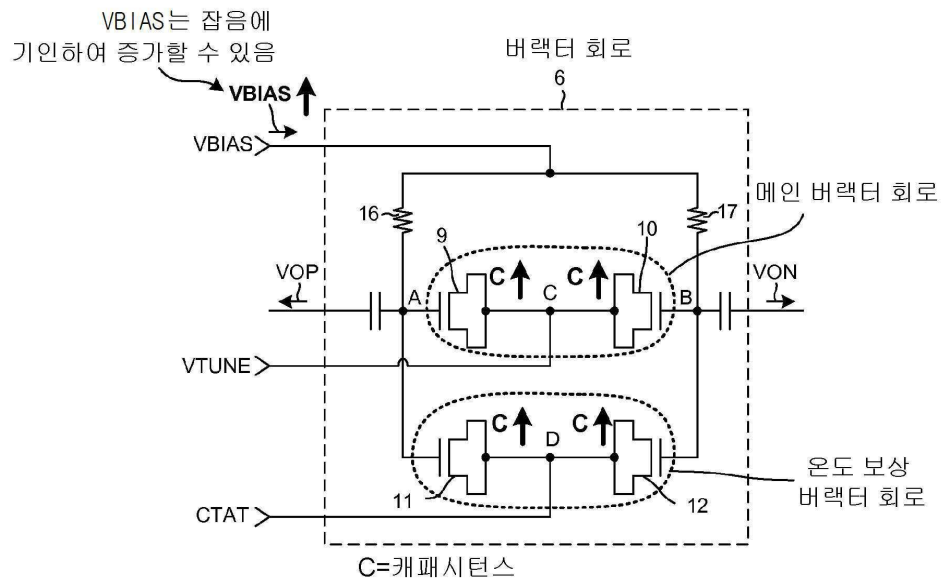 VBIAS는 잡음에
기인하여 증가할 수 있음
VBIAS
버랙터 회로
6
VBIAS
메인 버랙터 회로
16
17
9
10
C
C
VOP
A
C
B
VON
VTUNE
C
C
D
온도 보상
버랙터 회로
11
12
CTAT
C=캐패시턴스